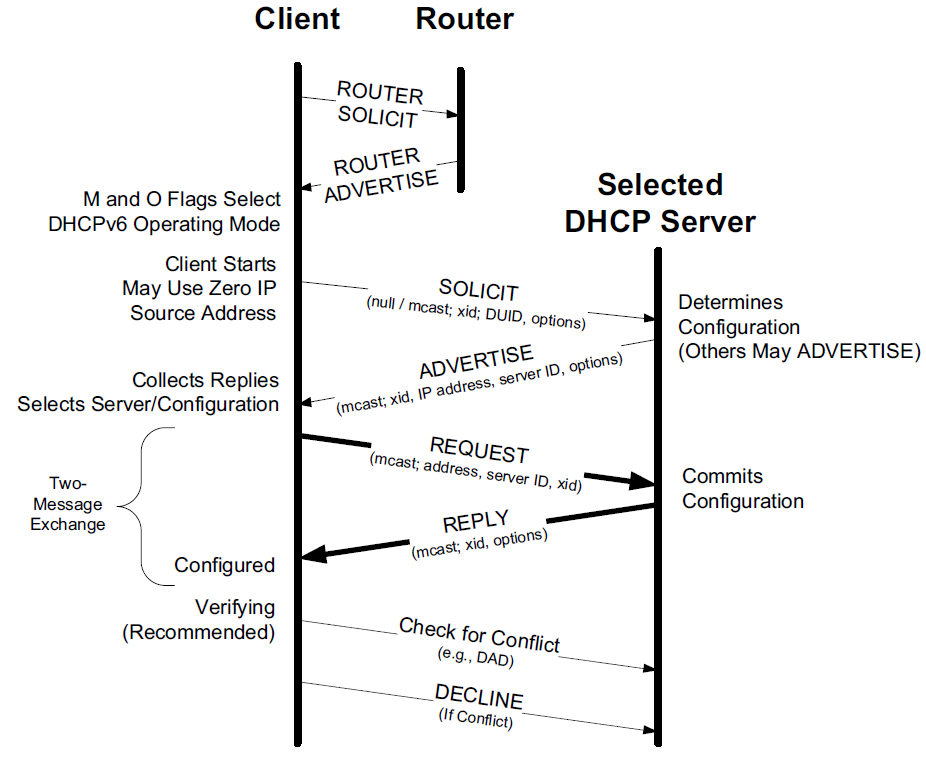 Client
Router
ROUTER
SOLICIT
ROUTER
ADVERTISE
M and O Flags Select
DHCPv6 Operating Mode
Selected
DHCP Server
Client Starts
May Use Zero IP
Source Address
SOLICIT
(null / mcast; xid; DUID, options)
Determines
Configuration
(Others May ADVERTISE)
ADVERTISE
(mcast; xid, IP address, server ID, options)
Collects Replies
Selects Server/Configuration
REQUEST
(mcast; address, server ID, xid)
Two-
Message
Exchange
Commits
Configuration
REPLY
(mcast; xid, options)
Configured
Verifying
(Recommended)
Check for Conflict
(e.g., DAD)
DECLINE
(If Conflict)